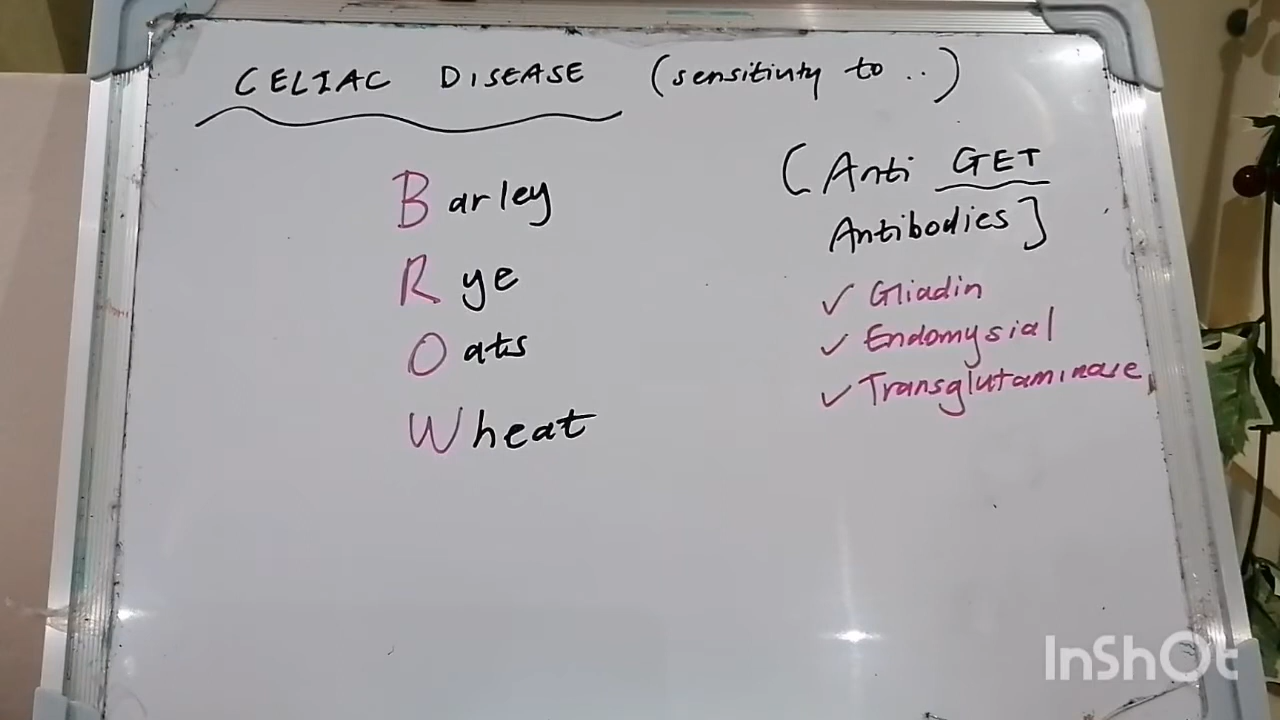 CELIAC DISEASE (sensitivity to ..)
Barley
Rye
Oats
Wheat
(Anti GET
Antibodies]
✓ Gliadin
✓ Endomysial
✓ Transglutaminase
InShOt